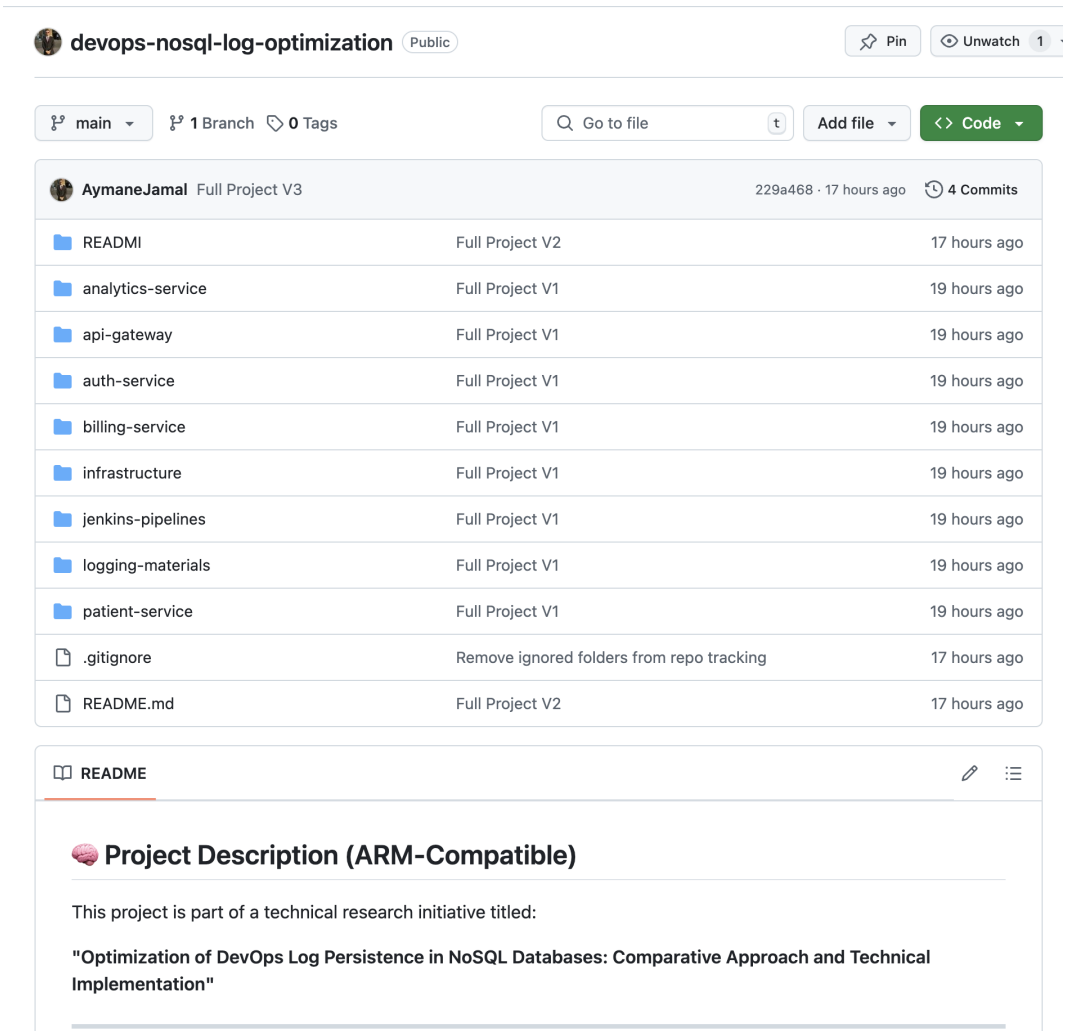 devops-nosql-log-optimization Public Pin Unwatch 1
main 1 Branch 0 Tags Go to file t Add file Code
AymaneJamal Full Project V3 229a468 · 17 hours ago 4 Commits
READMI Full Project V2 17 hours ago
analytics-service Full Project V1 19 hours ago
api-gateway Full Project V1 19 hours ago
auth-service Full Project V1 19 hours ago
billing-service Full Project V1 19 hours ago
infrastructure Full Project V1 19 hours ago
jenkins-pipelines Full Project V1 19 hours ago
logging-materials Full Project V1 19 hours ago
patient-service Full Project V1 19 hours ago
.gitignore Remove ignored folders from repo tracking 17 hours ago
README.md Full Project V2 17 hours ago
README
🧠 Project Description (ARM-Compatible)
This project is part of a technical research initiative titled:
"Optimization of DevOps Log Persistence in NoSQL Databases: Comparative Approach and Technical
Implementation"